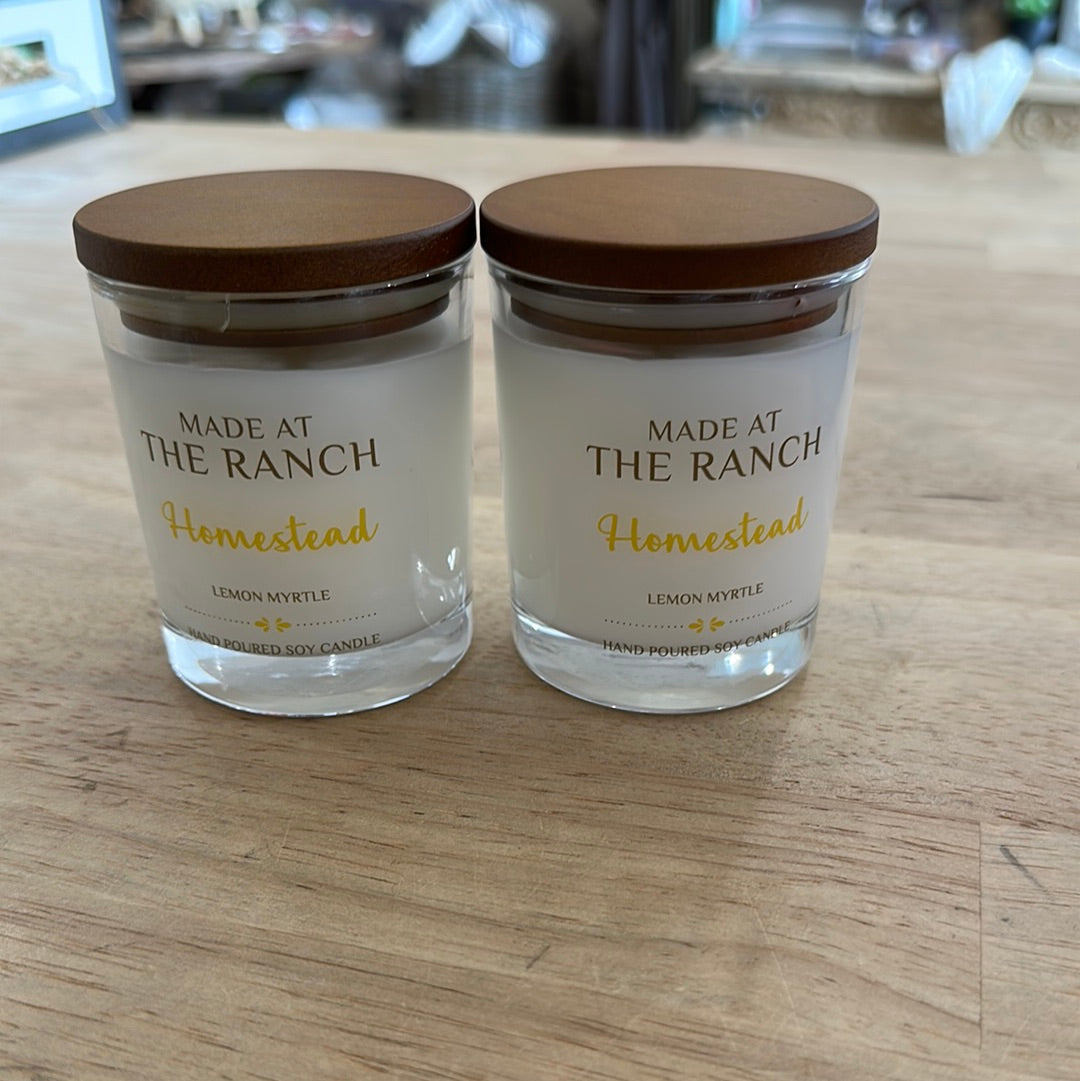 MADE AT
THE RANCH
Homestead
LEMON MYRTLE
HAND POURED SOY CANDLE
MADE AT
THE RANCH
Homestead
LEMON MYRTLE
HAND POURED SOY CANDLE